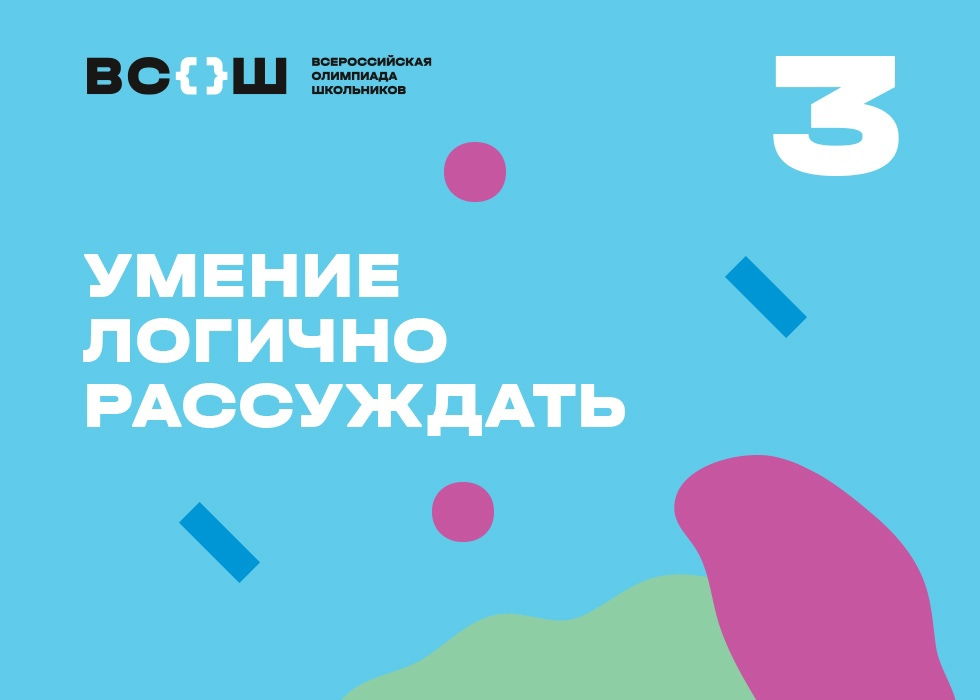 ВС{}Ш
ВСЕРОССИЙСКАЯ
ОЛИМПИАДА
ШКОЛЬНИКОВ
3
УМЕНИЕ
ЛОГИЧНО
РАССУЖДАТЬ